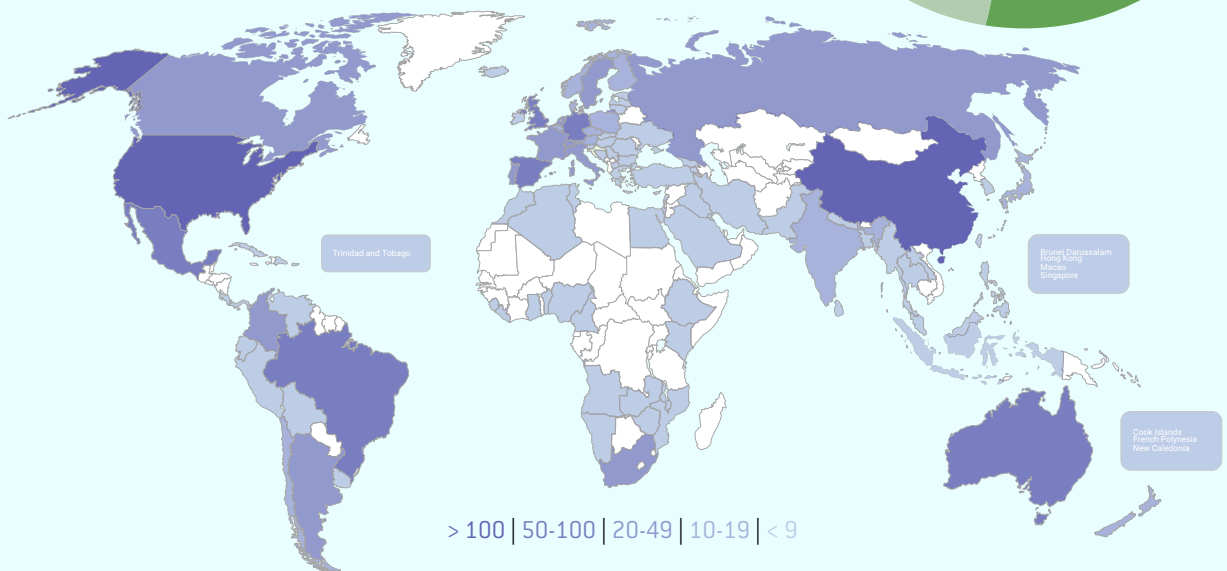 Trinidad and Tobago
Brunei Darussalam
Hong Kong
Macao
Singapore
Cook Islands
French Polynesia
New Caledonia
> 100 | 50-100 | 20-49 | 10-19 | < 9